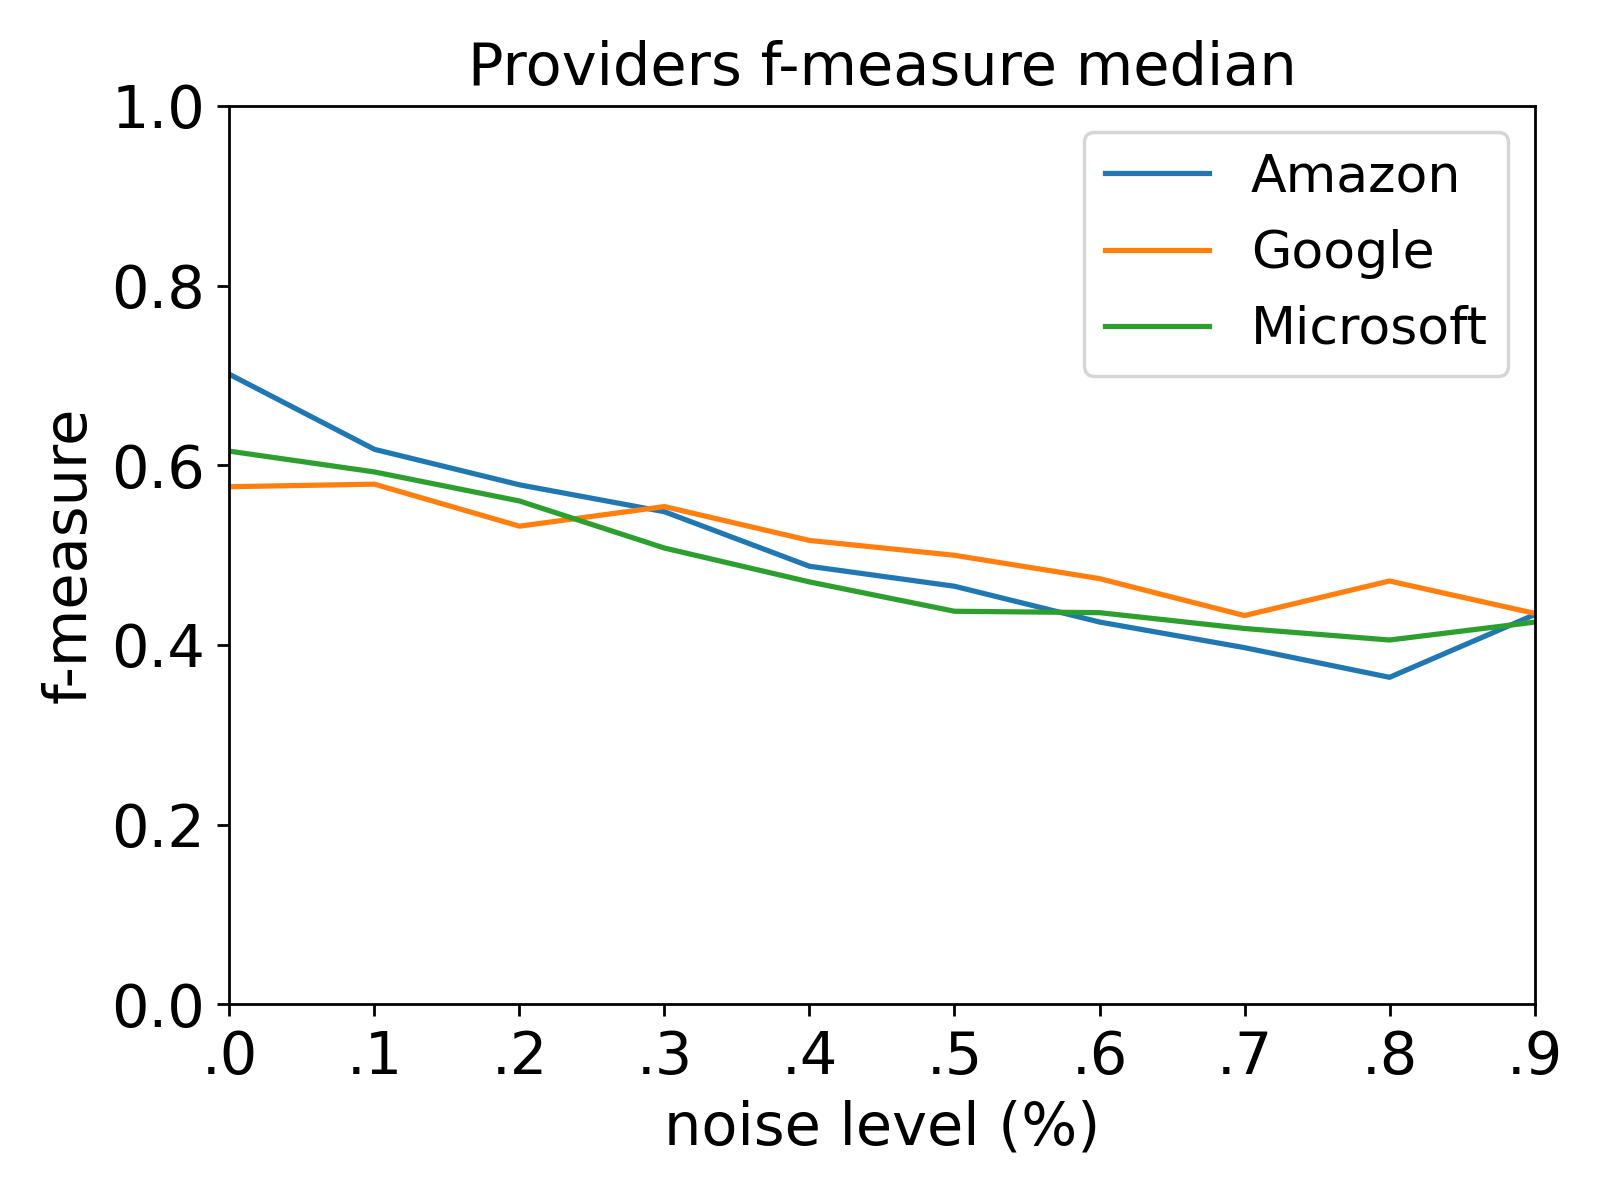 Providers f-measure median
1.0
0.8
0.6
0.4
0.2
0.0
f-measure
Amazon
Google
Microsoft
.0 .1 .2 .3 .4 .5 .6 .7 .8 .9
noise level (%)